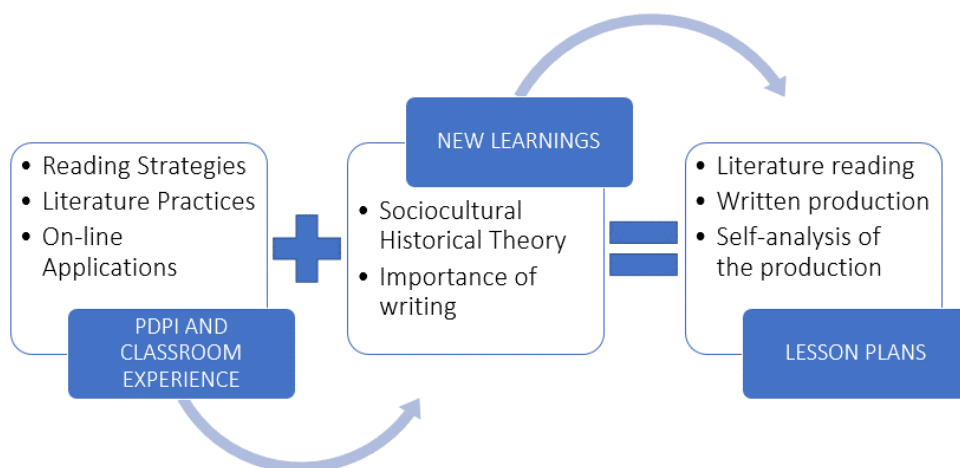 • Reading Strategies
• Literature Practices
• On-line
Applications
PDPI AND
CLASSROOM
EXPERIENCE
NEW LEARNINGS
• Sociocultural
Historical Theory
• Importance of
writing
• Literature reading
• Written production
• Self-analysis of
the production
LESSON PLANS